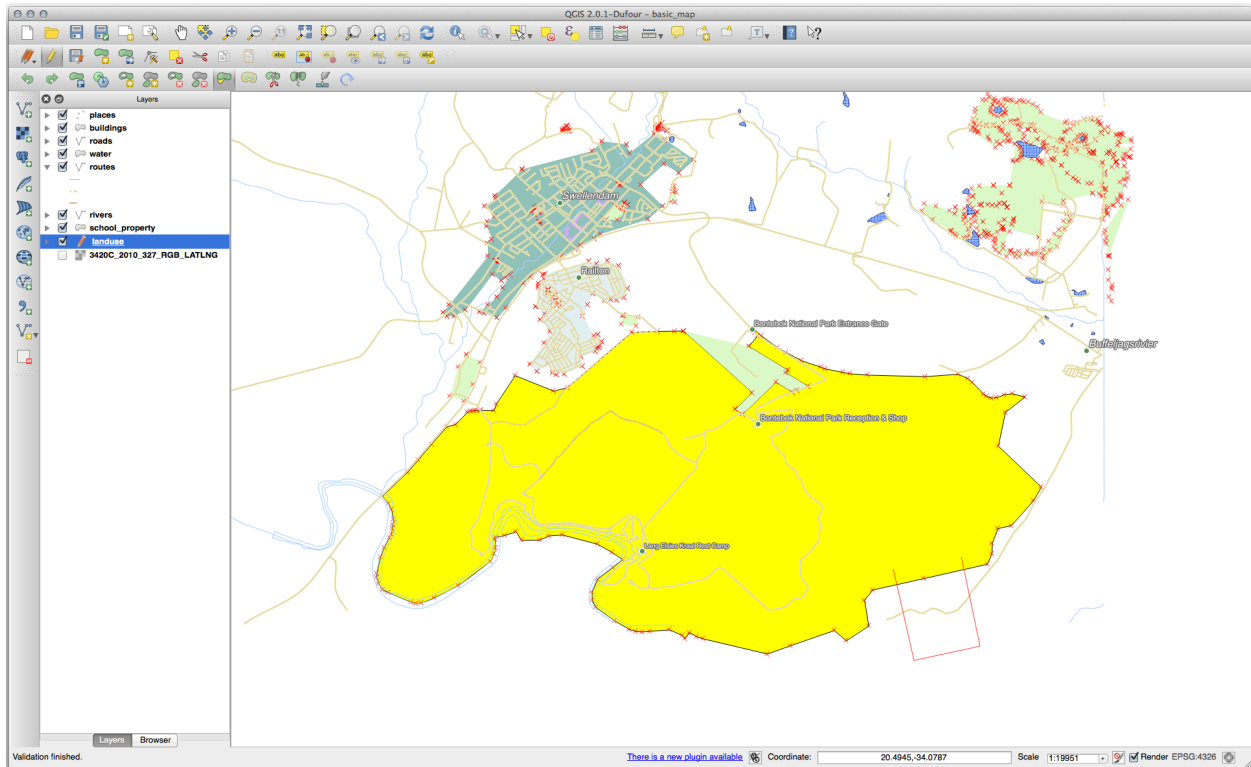 QGIS 2.0.1-Dufour - basic_map
Layers
places
buildings
roads
water
routes
rivers
school_property
landuse
3420C_2010_327_RGB_LATLNG
Swellendam
Railton
Bontebok National Park Entrance Gate
Buffeljagsrivier
Bontebok National Park Reception & Shop
Lang Elsies Kraal Rest Camp
Layers Browser
Validation finished. There is a new plugin available Coordinate: 20.4945,-34.0787 Scale 1:19951 Render EPSG:4326